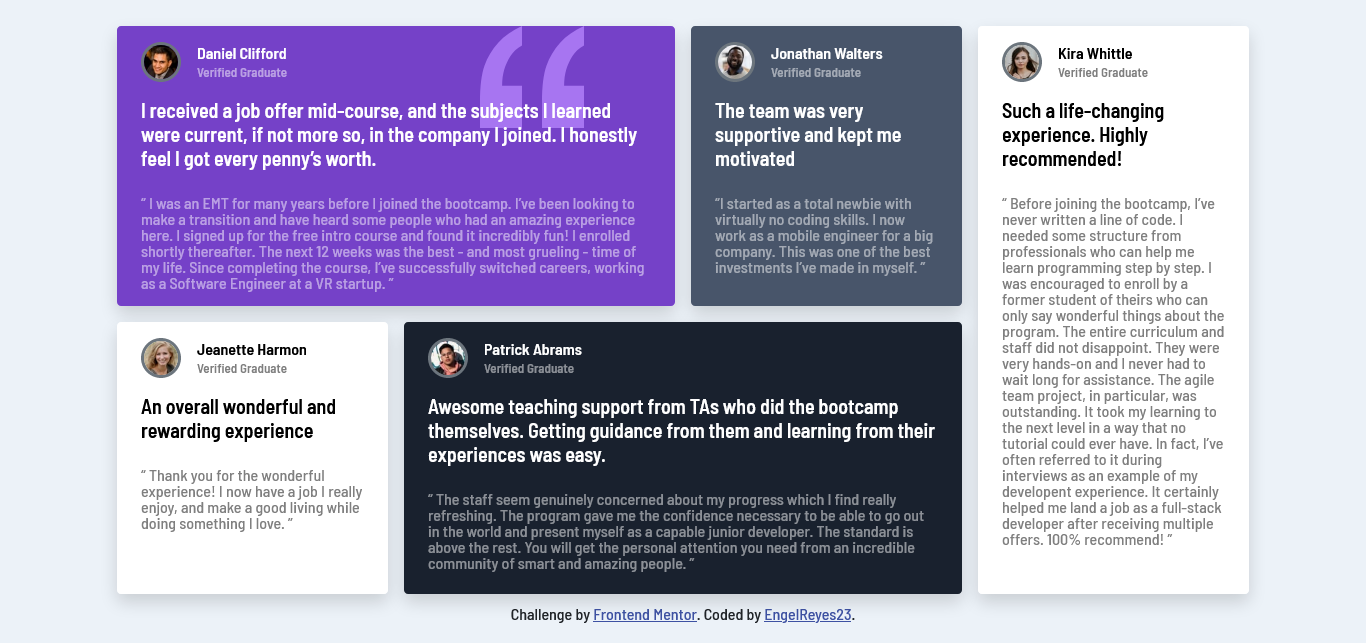 Daniel Clifford
Verified Graduate
I received a job offer mid-course, and the subjects I learned
were current, if not more so, in the company I joined. I honestly
feel I got every penny’s worth.
“ I was an EMT for many years before I joined the bootcamp. I’ve been looking to
make a transition and have heard some people who had an amazing experience
here. I signed up for the free intro course and found it incredibly fun! I enrolled
shortly thereafter. The next 12 weeks was the best - and most grueling - time of
my life. Since completing the course, I’ve successfully switched careers, working
as a Software Engineer at a VR startup. ”
Jonathan Walters
Verified Graduate
The team was very
supportive and kept me
motivated
“I started as a total newbie with
virtually no coding skills. I now
work as a mobile engineer for a big
company. This was one of the best
investments I’ve made in myself. ”
Kira Whittle
Verified Graduate
Such a life-changing
experience. Highly
recommended!
“ Before joining the bootcamp, I’ve
never written a line of code. I
needed some structure from
professionals who can help me
learn programming step by step. I
was encouraged to enroll by a
former student of theirs who can
only say wonderful things about the
program. The entire curriculum and
staff did not disappoint. They were
very hands-on and I never had to
wait long for assistance. The agile
team project, in particular, was
outstanding. It took my learning to
the next level in a way that no
tutorial could ever have. In fact, I’ve
often referred to it during
interviews as an example of my
developent experience. It certainly
helped me land a job as a full-stack
developer after receiving multiple
offers. 100% recommend! ”
Jeanette Harmon
Verified Graduate
An overall wonderful and
rewarding experience
“ Thank you for the wonderful
experience! I now have a job I really
enjoy, and make a good living while
doing something I love. ”
Patrick Abrams
Verified Graduate
Awesome teaching support from TAs who did the bootcamp
themselves. Getting guidance from them and learning from their
experiences was easy.
“ The staff seem genuinely concerned about my progress which I find really
refreshing. The program gave me the confidence necessary to be able to go out
in the world and present myself as a capable junior developer. The standard is
above the rest. You will get the personal attention you need from an incredible
community of smart and amazing people. ”
Challenge by Frontend Mentor. Coded by EngelReyes23.